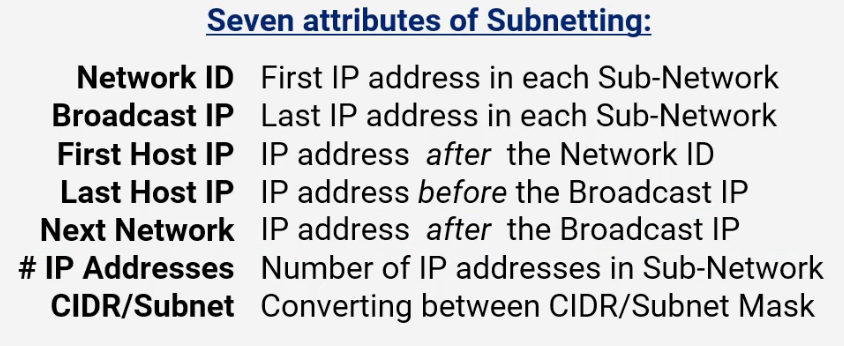 Seven attributes of Subnetting:
Network ID First IP address in each Sub-Network
Broadcast IP Last IP address in each Sub-Network
First Host IP IP address after the Network ID
Last Host IP IP address before the Broadcast IP
Next Network IP address after the Broadcast IP
# IP Addresses Number of IP addresses in Sub-Network
CIDR/Subnet Converting between CIDR/Subnet Mask